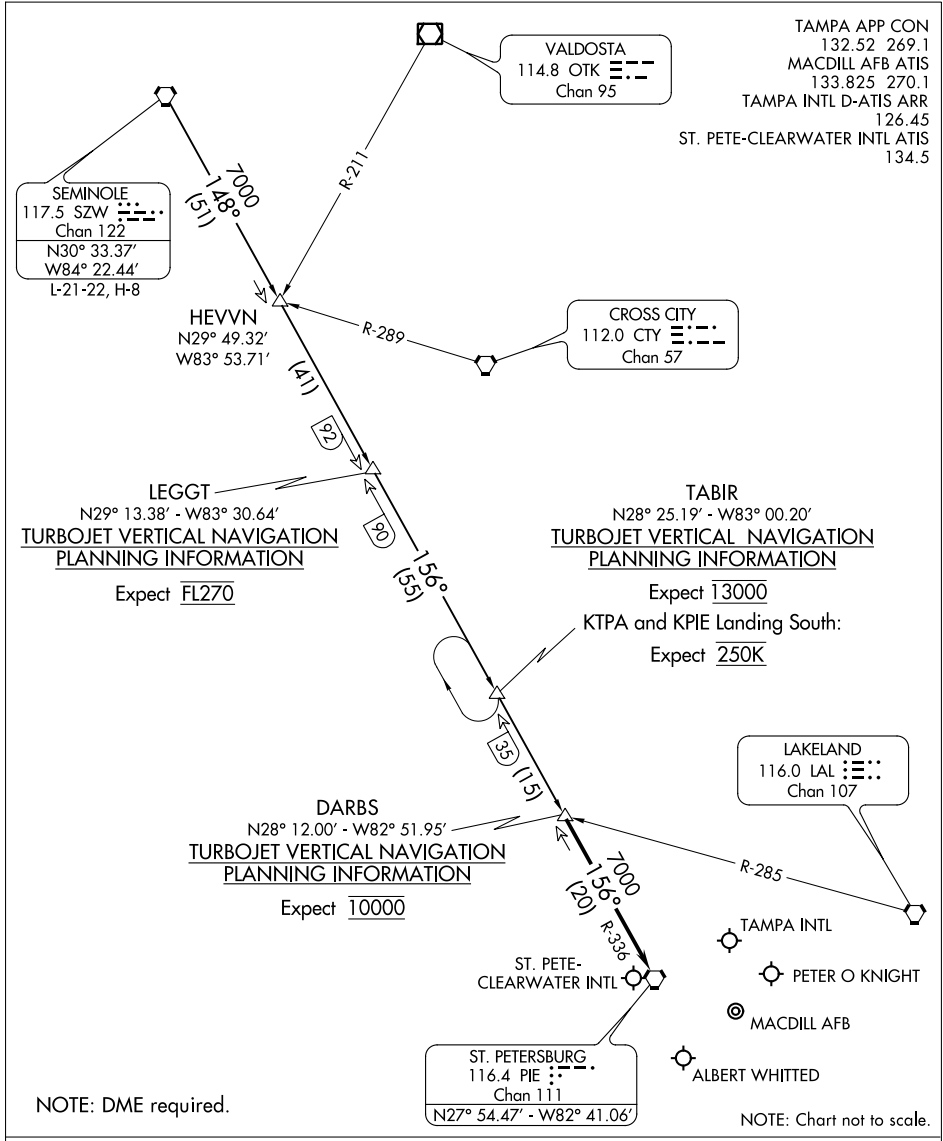 TAMPA APP CON
132.52 269.1
MACDILL AFB ATIS
133.825 270.1
TAMPA INTL D-ATIS ARR
126.45
ST. PETE-CLEARWATER INTL ATIS
134.5
VALDOSTA
114.8 OTK
Chan 95
R-211
SEMINOLE
117.5 SZW
Chan 122
N30° 33.37′
W84° 22.44′
L-21-22, H-8
7000
148°
(51)
HEVVN
N29° 49.32′
W83° 53.71′
R-289
CROSS CITY
112.0 CTY
Chan 57
(41)
92
LEGGT
N29° 13.38′ - W83° 30.64′
TURBOJET VERTICAL NAVIGATION
PLANNING INFORMATION
Expect FL270
90
156°
(55)
TABIR
N28° 25.19′ - W83° 00.20′
TURBOJET VERTICAL NAVIGATION
PLANNING INFORMATION
Expect 13000
KTPA and KPIE Landing South:
Expect 250K
35
(15)
LAKELAND
116.0 LAL
Chan 107
R-285
DARBS
N28° 12.00′ - W82° 51.95′
TURBOJET VERTICAL NAVIGATION
PLANNING INFORMATION
Expect 10000
7000
156°
(20)
R-336
TAMPA INTL
ST. PETE-
CLEARWATER INTL
PETER O KNIGHT
MACDILL AFB
ALBERT WHITTED
ST. PETERSBURG
116.4 PIE
Chan 111
N27° 54.47′ - W82° 41.06′
NOTE: DME required.
NOTE: Chart not to scale.